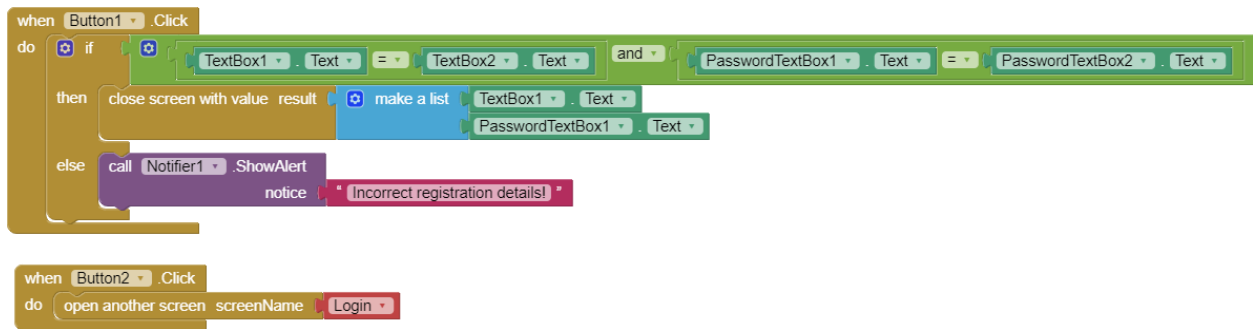 when Button1 .Click
do if TextBox1 . Text = TextBox2 . Text and PasswordTextBox1 . Text = PasswordTextBox2 . Text
then close screen with value result make a list TextBox1 . Text
PasswordTextBox1 . Text
else call Notifier1 .ShowAlert
notice " Incorrect registration details! "
when Button2 .Click
do open another screen screenName Login